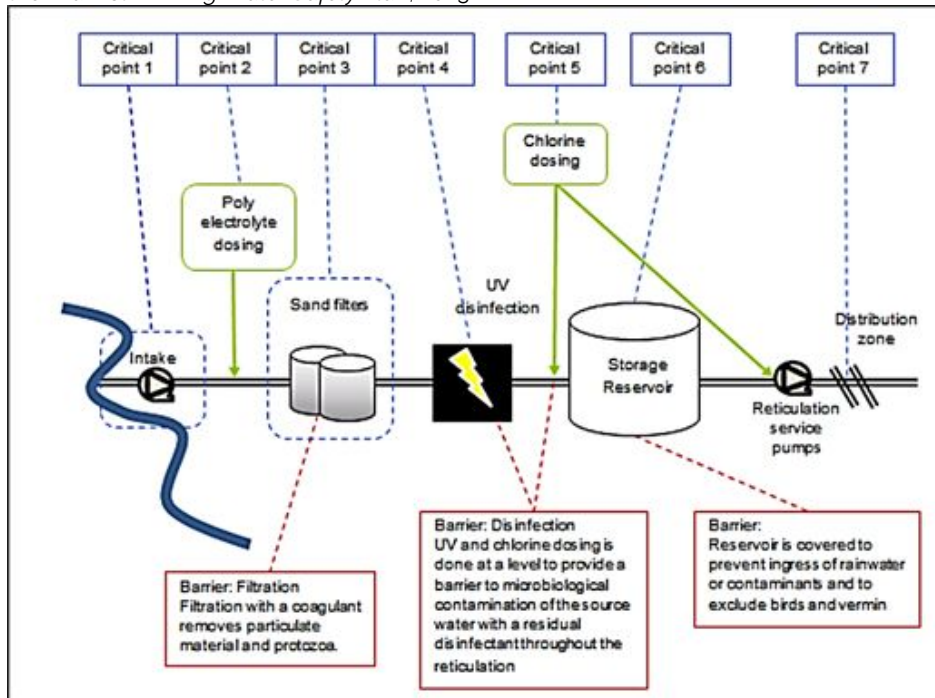 Critical
point 1
Critical
point 2
Critical
point 3
Critical
point 4
Critical
point 5
Critical
point 6
Critical
point 7
Chlorine
dosing
Poly
electrolyte
dosing
UV
disinfection
Sand filters
Intake
Storage
Reservoir
Distribution
zone
Reticulation
service
pumps
Barrier: Filtration
Filtration with a coagulant
removes particulate
material and protozoa.
Barrier: Disinfection
UV and chlorine dosing is
done at a level to provide a
barrier to microbiological
contamination of the source
water with a residual
disinfectant throughout the
reticulation
Barrier:
Reservoir is covered to
prevent ingress of rainwater
or contaminants and to
exclude birds and vermin